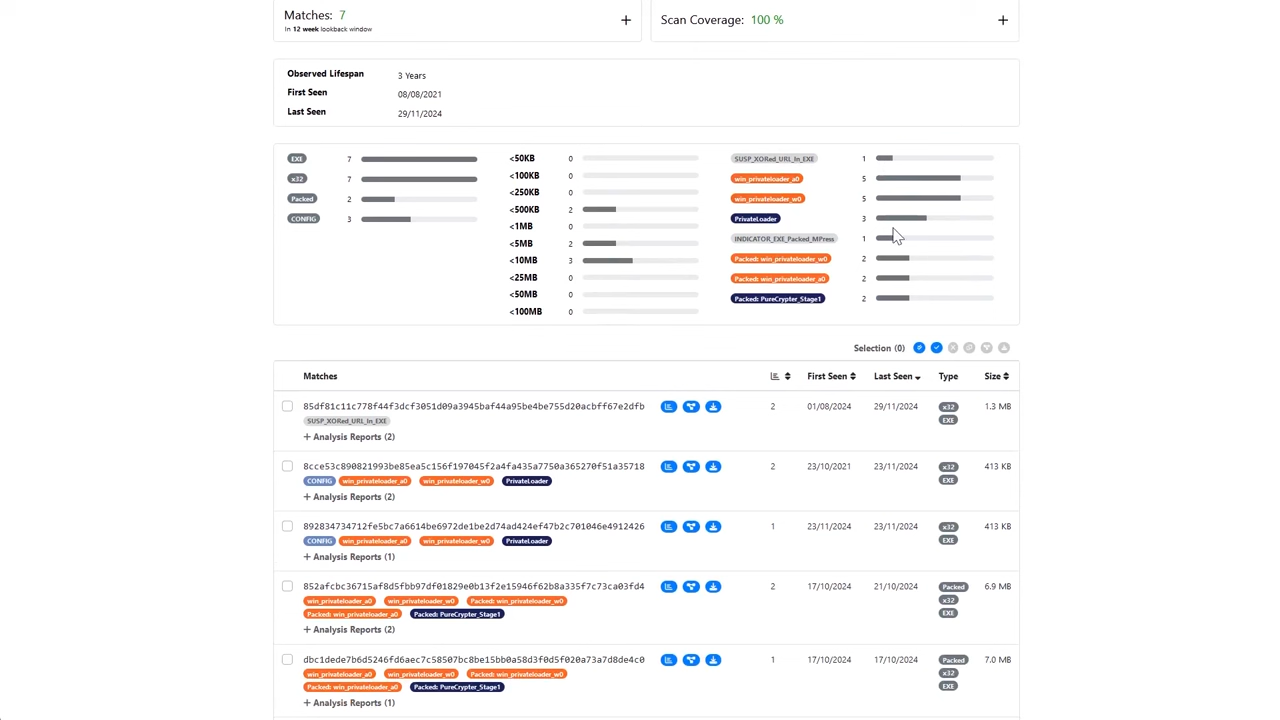 Matches: 7
In 12 week lookback window
+
Scan Coverage: 100 %
+
Observed Lifespan 3 Years
First Seen 08/08/2021
Last Seen 29/11/2024
EXE 7
x32 7
Packed 2
CONFIG 3
<50KB 0
<100KB 0
<250KB 0
<500KB 2
<1MB 0
<5MB 2
<10MB 3
<25MB 0
<50MB 0
<100MB 0
SUSP_XORed_URL_In_EXE 1
win_privateloader_a0 5
win_privateloader_w0 5
PrivateLoader 3
INDICATOR_EXE_Packed_MPress 1
Packed: win_privateloader_w0 2
Packed: win_privateloader_a0 2
Packed: PureCrypter_Stage1 2
Selection (0)
Matches First Seen Last Seen Type Size
85df81c11c778f44f3dcf3051d09a3945baf44a95be4be755d20acbff67e2dfb 2 01/08/2024 29/11/2024 x32 1.3 MB
SUSP_XORed_URL_In_EXE EXE
+ Analysis Reports (2)
8cce53c890821993be85ea5c156f197045f2a4fa435a7750a365270f51a35718 2 23/10/2021 23/11/2024 x32 413 KB
CONFIG win_privateloader_a0 win_privateloader_w0 PrivateLoader EXE
+ Analysis Reports (2)
892834734712fe5bc7a6614be6972de1be2d74ad424ef47b2c701046e4912426 1 23/11/2024 23/11/2024 x32 413 KB
CONFIG win_privateloader_a0 win_privateloader_w0 PrivateLoader EXE
+ Analysis Reports (1)
852afcbc36715af8d5fbb97df01829e0b13f2e15946f62b8a335f7c73ca03fd4 2 17/10/2024 21/10/2024 Packed 6.9 MB
win_privateloader_a0 win_privateloader_w0 Packed: win_privateloader_w0 x32
Packed: win_privateloader_a0 Packed: PureCrypter_Stage1 EXE
+ Analysis Reports (2)
dbc1dede7b6d5246fd6aec7c58507bc8be15bb0a58d3f0d5f020a73a7d8de4c0 1 17/10/2024 17/10/2024 Packed 7.0 MB
win_privateloader_a0 win_privateloader_w0 Packed: win_privateloader_w0 x32
Packed: win_privateloader_a0 Packed: PureCrypter_Stage1 EXE
+ Analysis Reports (1)